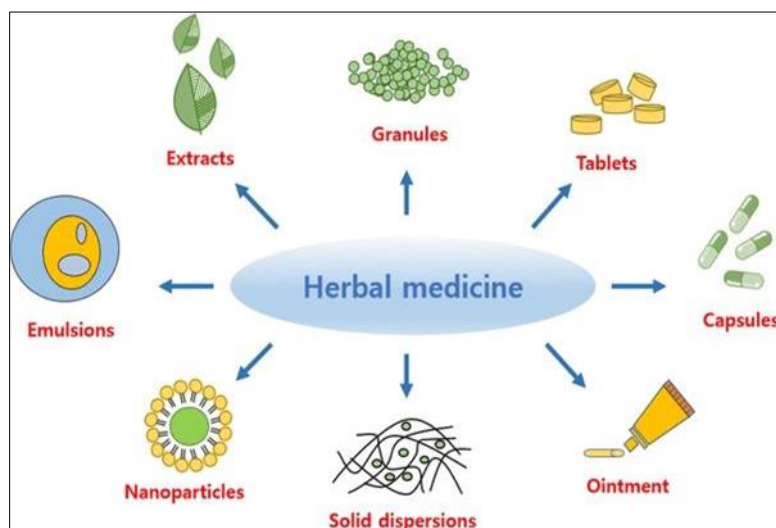 Extracts
Granules
Tablets
Emulsions
Herbal medicine
Capsules
Nanoparticles
Solid dispersions
Ointment